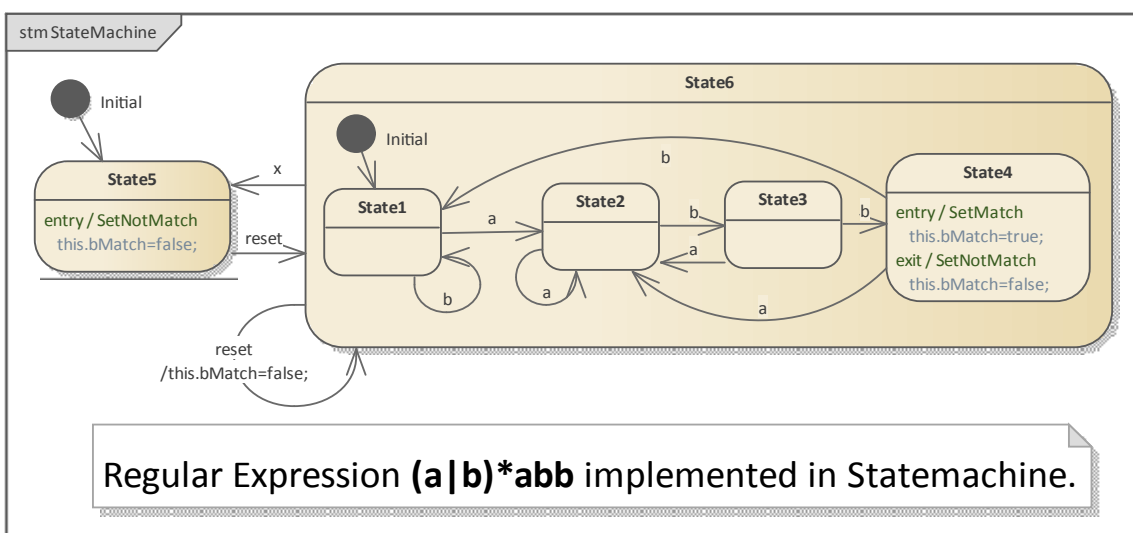 stm StateMachine
Initial
State5
entry / SetNotMatch
this.bMatch=false;
x
reset
reset
/this.bMatch=false;
State6
Initial
State1
a
b
State2
a
b
a
State3
b
b
a
State4
entry / SetMatch
this.bMatch=true;
exit / SetNotMatch
this.bMatch=false;
Regular Expression (a|b)*abb implemented in Statemachine.